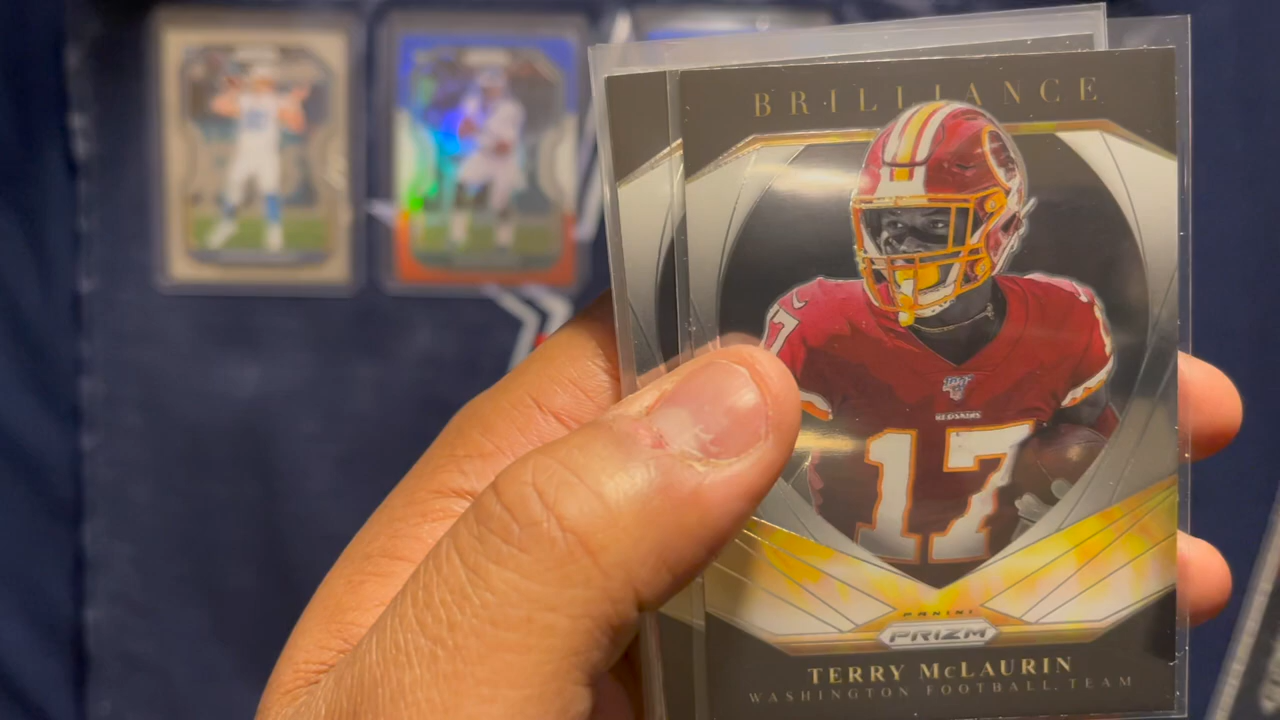 BRILLIANCE
17
REDSKINS
17
PANINI
PRIZM
TERRY McLAURIN
WASHINGTON FOOTBALL TEAM